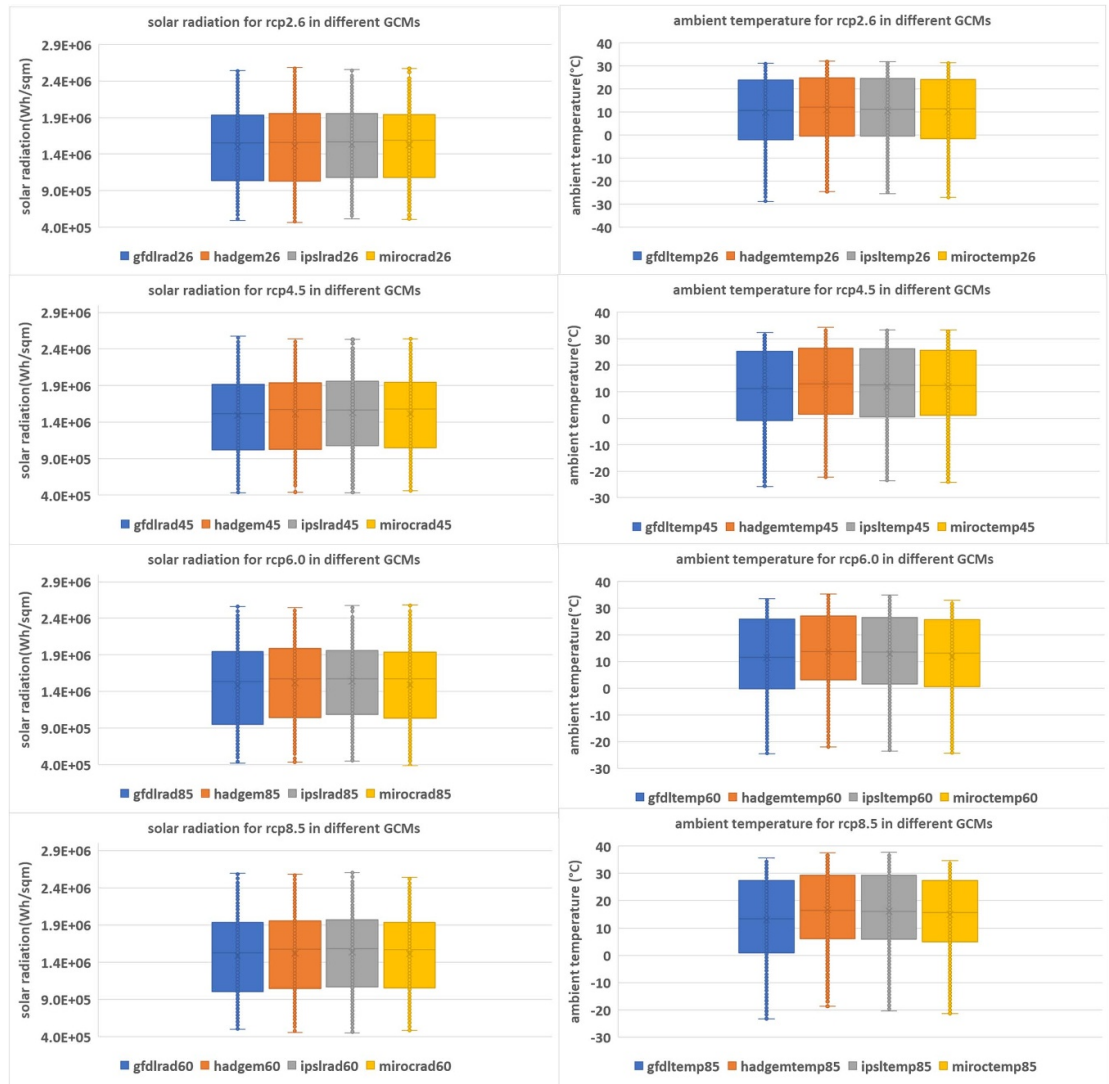 solar radiation for rcp2.6 in different GCMs
solar radiation(Wh/sqm)
2.9E+06
2.4E+06
1.9E+06
1.4E+06
9.0E+05
4.0E+05
gfdlrad26 hadgem26 ipslrad26 mirocrad26
ambient temperature for rcp2.6 in different GCMs
ambient temperature(°C)
40
30
20
10
0
-10
-20
-30
-40
gfdltemp26 hadgemtemp26 ipsltemp26 miroctemp26
solar radiation for rcp4.5 in different GCMs
solar radiation(Wh/sqm)
2.9E+06
2.4E+06
1.9E+06
1.4E+06
9.0E+05
4.0E+05
gfdlrad45 hadgem45 ipslrad45 mirocrad45
ambient temperature for rcp4.5 in different GCMs
ambient temperature(°C)
40
30
20
10
0
-10
-20
-30
gfdltemp45 hadgemtemp45 ipsltemp45 miroctemp45
solar radiation for rcp6.0 in different GCMs
solar radiation(Wh/sqm)
2.9E+06
2.4E+06
1.9E+06
1.4E+06
9.0E+05
4.0E+05
gfdlrad85 hadgem85 ipslrad85 mirocrad85
ambient temperature for rcp6.0 in different GCMs
ambient temperature(°C)
40
30
20
10
0
-10
-20
-30
gfdltemp60 hadgemtemp60 ipsltemp60 miroctemp60
solar radiation for rcp8.5 in different GCMs
solar radiation(Wh/sqm)
2.9E+06
2.4E+06
1.9E+06
1.4E+06
9.0E+05
4.0E+05
gfdlrad60 hadgem60 ipslrad60 mirocrad60
ambient temperature for rcp8.5 in different GCMs
ambient temperature (°C)
40
30
20
10
0
-10
-20
-30
gfdltemp85 hadgemtemp85 ipsltemp85 miroctemp85